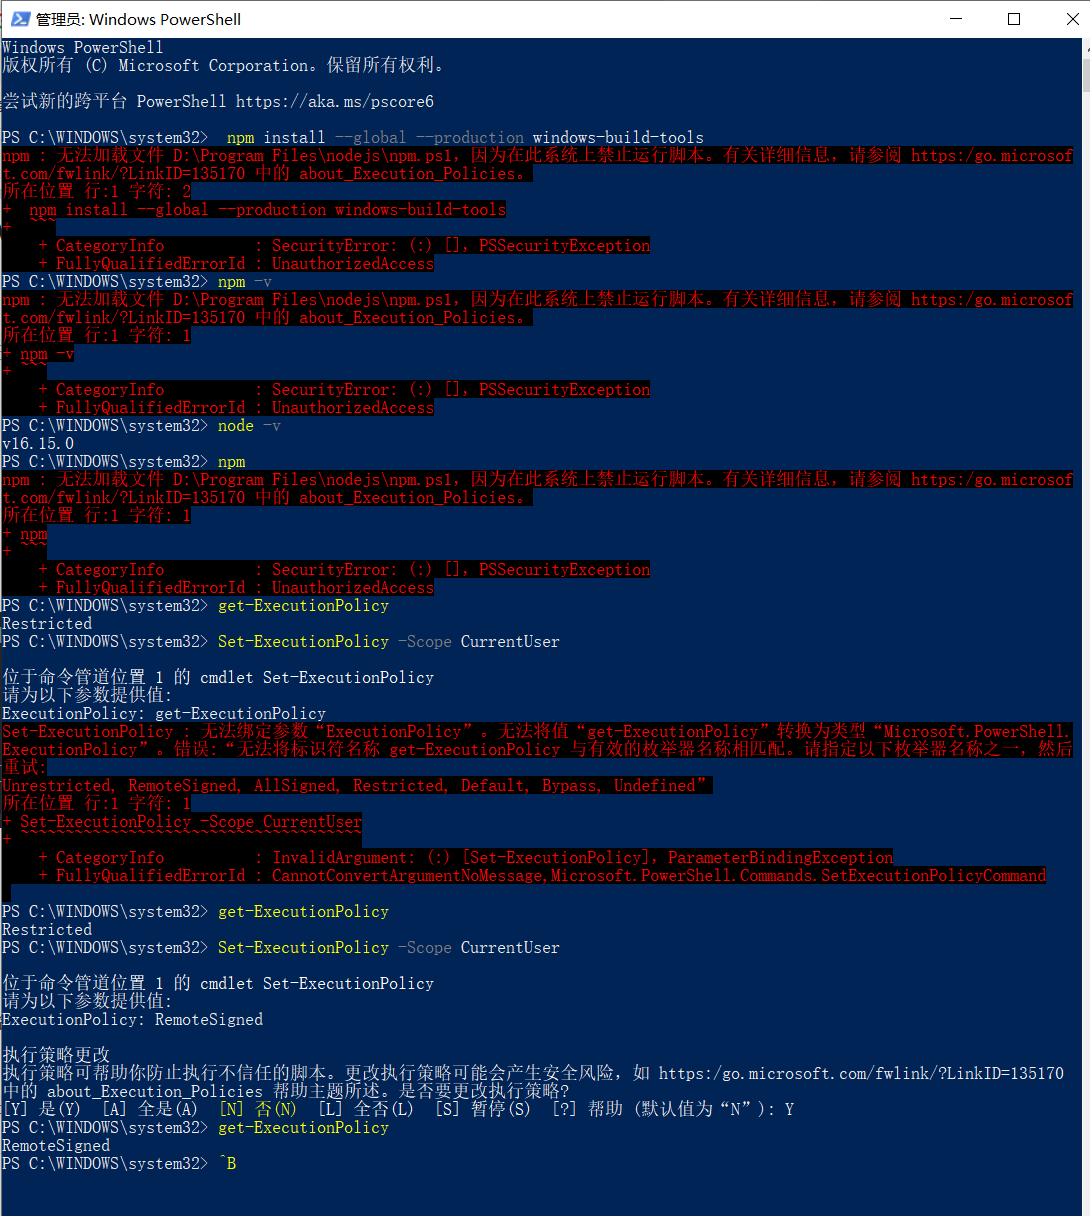 管理员: Windows PowerShell
Windows PowerShell
版权所有 (C) Microsoft Corporation。保留所有权利。
尝试新的跨平台 PowerShell https://aka.ms/pscore6
PS C:\WINDOWS\system32>  npm install --global --production windows-build-tools
npm : 无法加载文件 D:\Program Files\nodejs\npm.ps1，因为在此系统上禁止运行脚本。有关详细信息，请参阅 https:/go.microsof
t.com/fwlink/?LinkID=135170 中的 about_Execution_Policies。
所在位置 行:1 字符: 2
+  npm install --global --production windows-build-tools
+  ~~~
    + CategoryInfo          : SecurityError: (:) []，PSSecurityException
    + FullyQualifiedErrorId : UnauthorizedAccess
PS C:\WINDOWS\system32> npm -v
npm : 无法加载文件 D:\Program Files\nodejs\npm.ps1，因为在此系统上禁止运行脚本。有关详细信息，请参阅 https:/go.microsof
t.com/fwlink/?LinkID=135170 中的 about_Execution_Policies。
所在位置 行:1 字符: 1
+ npm -v
+ ~~~
    + CategoryInfo          : SecurityError: (:) []，PSSecurityException
    + FullyQualifiedErrorId : UnauthorizedAccess
PS C:\WINDOWS\system32> node -v
v16.15.0
PS C:\WINDOWS\system32> npm
npm : 无法加载文件 D:\Program Files\nodejs\npm.ps1，因为在此系统上禁止运行脚本。有关详细信息，请参阅 https:/go.microsof
t.com/fwlink/?LinkID=135170 中的 about_Execution_Policies。
所在位置 行:1 字符: 1
+ npm
+ ~~~
    + CategoryInfo          : SecurityError: (:) []，PSSecurityException
    + FullyQualifiedErrorId : UnauthorizedAccess
PS C:\WINDOWS\system32> get-ExecutionPolicy
Restricted
PS C:\WINDOWS\system32> Set-ExecutionPolicy -Scope CurrentUser
位于命令管道位置 1 的 cmdlet Set-ExecutionPolicy
请为以下参数提供值:
ExecutionPolicy: get-ExecutionPolicy
Set-ExecutionPolicy : 无法绑定参数“ExecutionPolicy”。无法将值“get-ExecutionPolicy”转换为类型“Microsoft.PowerShell.
ExecutionPolicy”。错误:“无法将标识符名称 get-ExecutionPolicy 与有效的枚举器名称相匹配。请指定以下枚举器名称之一，然后
重试:
Unrestricted, RemoteSigned, AllSigned, Restricted, Default, Bypass, Undefined”
所在位置 行:1 字符: 1
+ Set-ExecutionPolicy -Scope CurrentUser
+ ~~~~~~~~~~~~~~~~~~~~~~~~~~~~~~~~~~~~~~
    + CategoryInfo          : InvalidArgument: (:) [Set-ExecutionPolicy]，ParameterBindingException
    + FullyQualifiedErrorId : CannotConvertArgumentNoMessage,Microsoft.PowerShell.Commands.SetExecutionPolicyCommand
PS C:\WINDOWS\system32> get-ExecutionPolicy
Restricted
PS C:\WINDOWS\system32> Set-ExecutionPolicy -Scope CurrentUser
位于命令管道位置 1 的 cmdlet Set-ExecutionPolicy
请为以下参数提供值:
ExecutionPolicy: RemoteSigned
执行策略更改
执行策略可帮助你防止执行不信任的脚本。更改执行策略可能会产生安全风险，如 https:/go.microsoft.com/fwlink/?LinkID=135170
中的 about_Execution_Policies 帮助主题所述。是否要更改执行策略?
[Y] 是(Y)  [A] 全是(A)  [N] 否(N)  [L] 全否(L)  [S] 暂停(S)  [?] 帮助 (默认值为“N”): Y
PS C:\WINDOWS\system32> get-ExecutionPolicy
RemoteSigned
PS C:\WINDOWS\system32> ^B